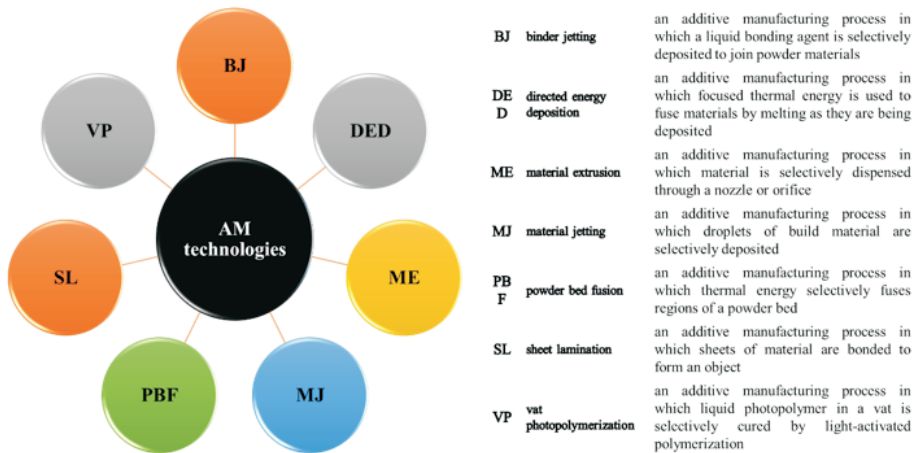 BJ
VP
DED
AM
technologies
SL
ME
PBF
MJ
BJ
binder jetting
an additive manufacturing process in
which a liquid bonding agent is selectively
deposited to join powder materials
DE
D
directed energy
deposition
an additive manufacturing process in
which focused thermal energy is used to
fuse materials by melting as they are being
deposited
ME
material extrusion
an additive manufacturing process in
which material is selectively dispensed
through a nozzle or orifice
MJ
material jetting
an additive manufacturing process in
which droplets of build material are
selectively deposited
PB
F
powder bed fusion
an additive manufacturing process in
which thermal energy selectively fuses
regions of a powder bed
SL
sheet lamination
an additive manufacturing process in
which sheets of material are bonded to
form an object
VP
vat
photopolymerization
an additive manufacturing process in
which liquid photopolymer in a vat is
selectively cured by light-activated
polymerization